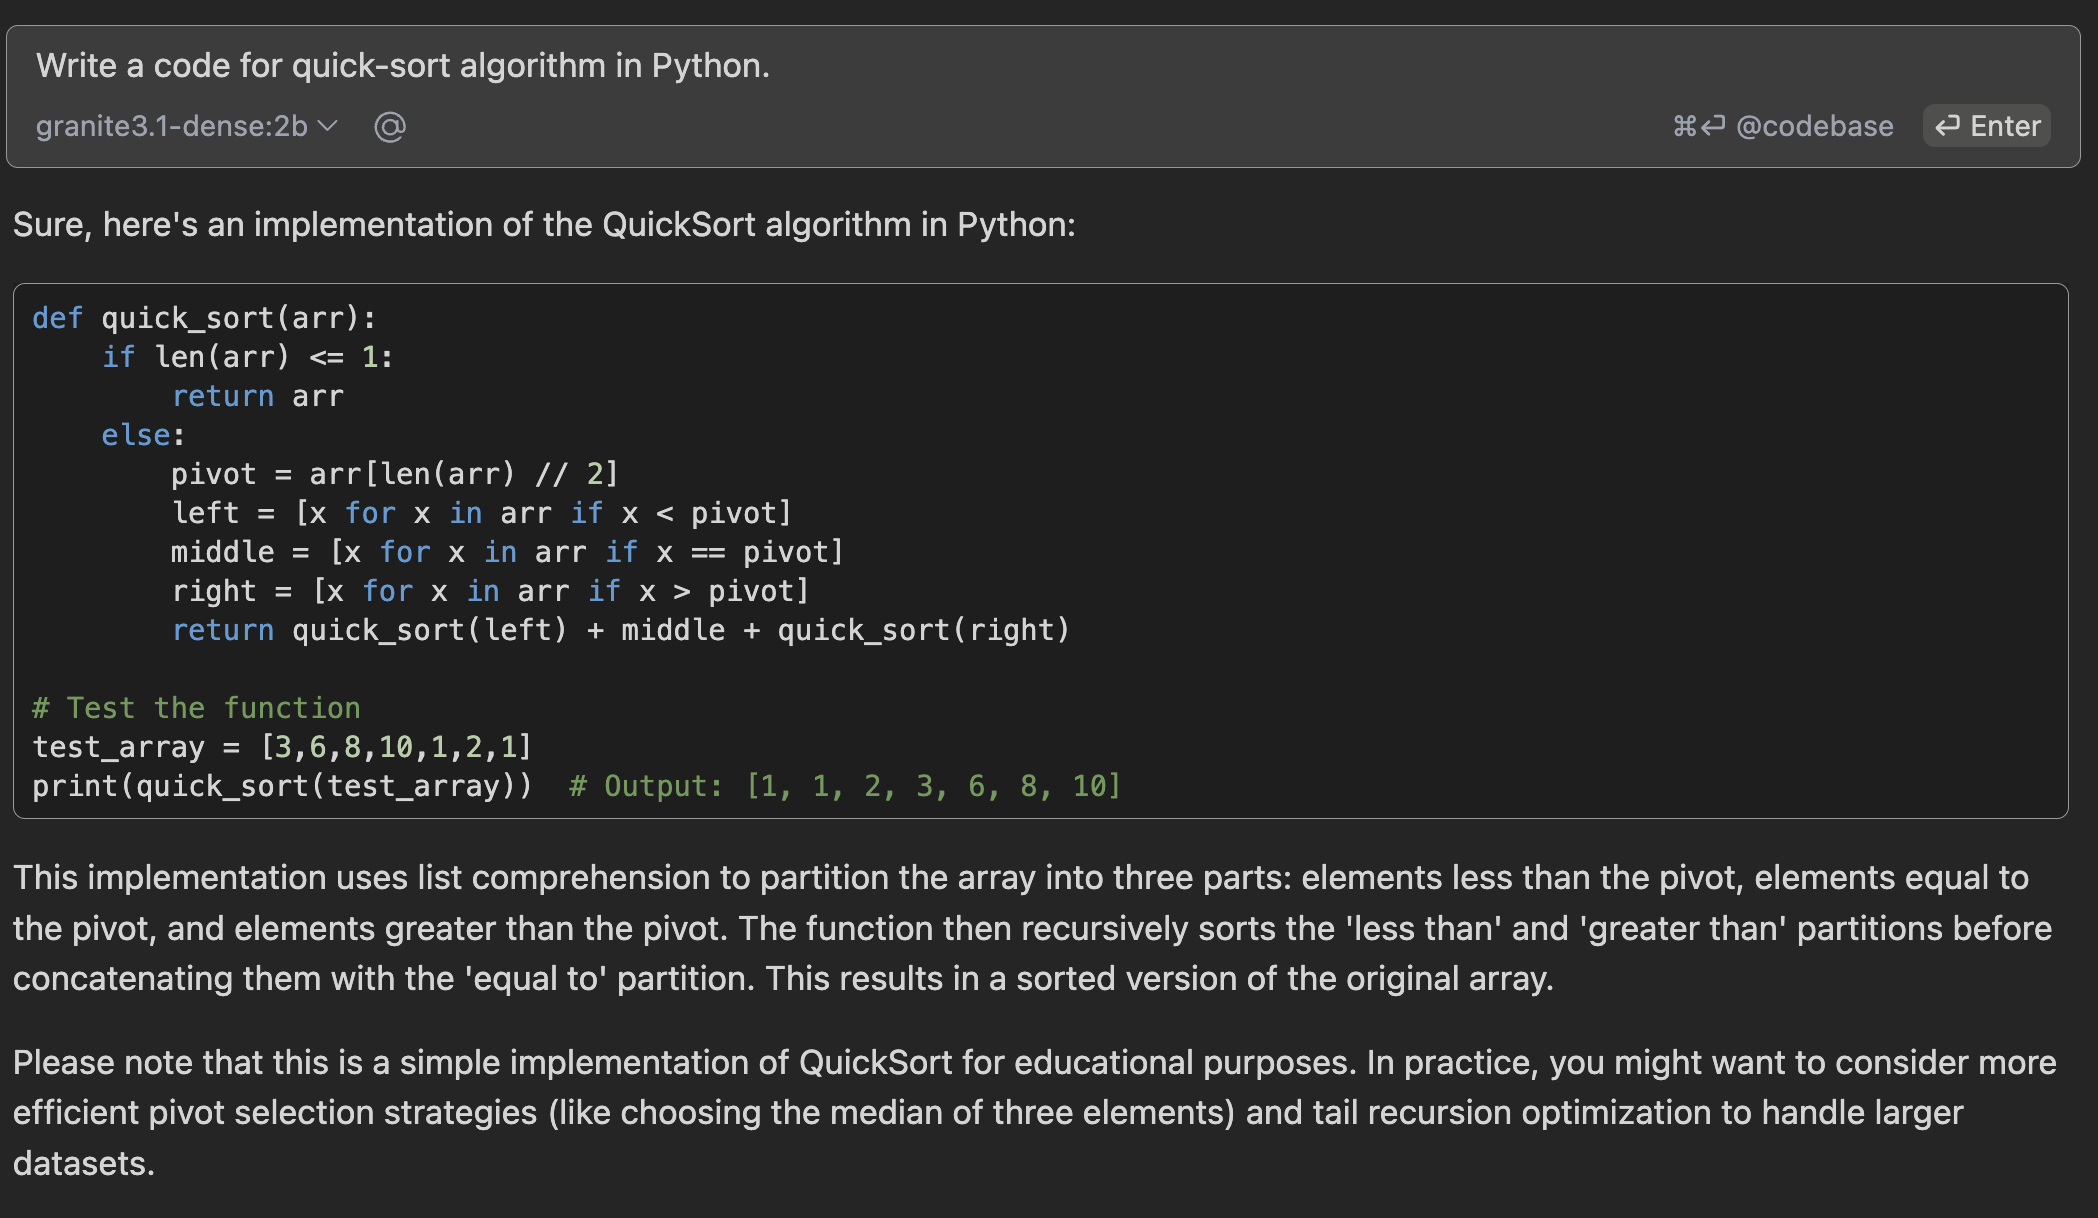 Write a code for quick-sort algorithm in Python.
granite3.1-dense:2b @ ⌘⏎ @codebase ⏎ Enter
Sure, here's an implementation of the QuickSort algorithm in Python:
def quick_sort(arr):
    if len(arr) <= 1:
        return arr
    else:
        pivot = arr[len(arr) // 2]
        left = [x for x in arr if x < pivot]
        middle = [x for x in arr if x == pivot]
        right = [x for x in arr if x > pivot]
        return quick_sort(left) + middle + quick_sort(right)
# Test the function
test_array = [3,6,8,10,1,2,1]
print(quick_sort(test_array))  # Output: [1, 1, 2, 3, 6, 8, 10]
This implementation uses list comprehension to partition the array into three parts: elements less than the pivot, elements equal to
the pivot, and elements greater than the pivot. The function then recursively sorts the 'less than' and 'greater than' partitions before
concatenating them with the 'equal to' partition. This results in a sorted version of the original array.
Please note that this is a simple implementation of QuickSort for educational purposes. In practice, you might want to consider more
efficient pivot selection strategies (like choosing the median of three elements) and tail recursion optimization to handle larger
datasets.